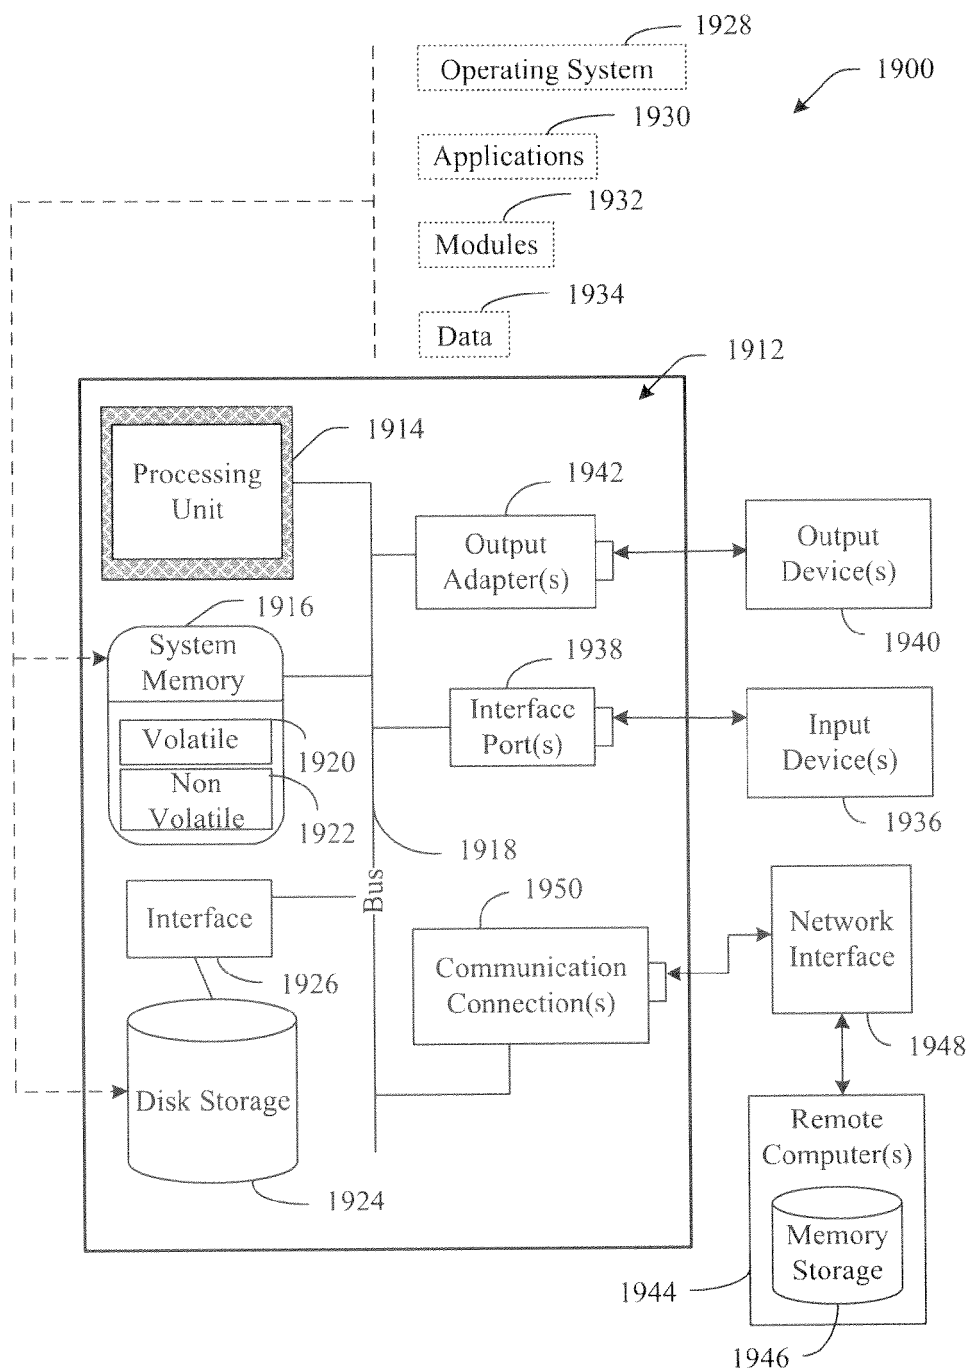 1928
Operating System
1900
1930
Applications
1932
Modules
1934
Data
1912
1914
Processing
Unit
1942
Output
Adapter(s)
Output
Device(s)
1940
1916
System
Memory
1938
Interface
Port(s)
Input
Device(s)
1936
Volatile
1920
Non
Volatile
1922
1918
Bus
1950
Interface
1926
Communication
Connection(s)
Network
Interface
1948
Disk Storage
1924
Remote
Computer(s)
Memory
Storage
1944
1946